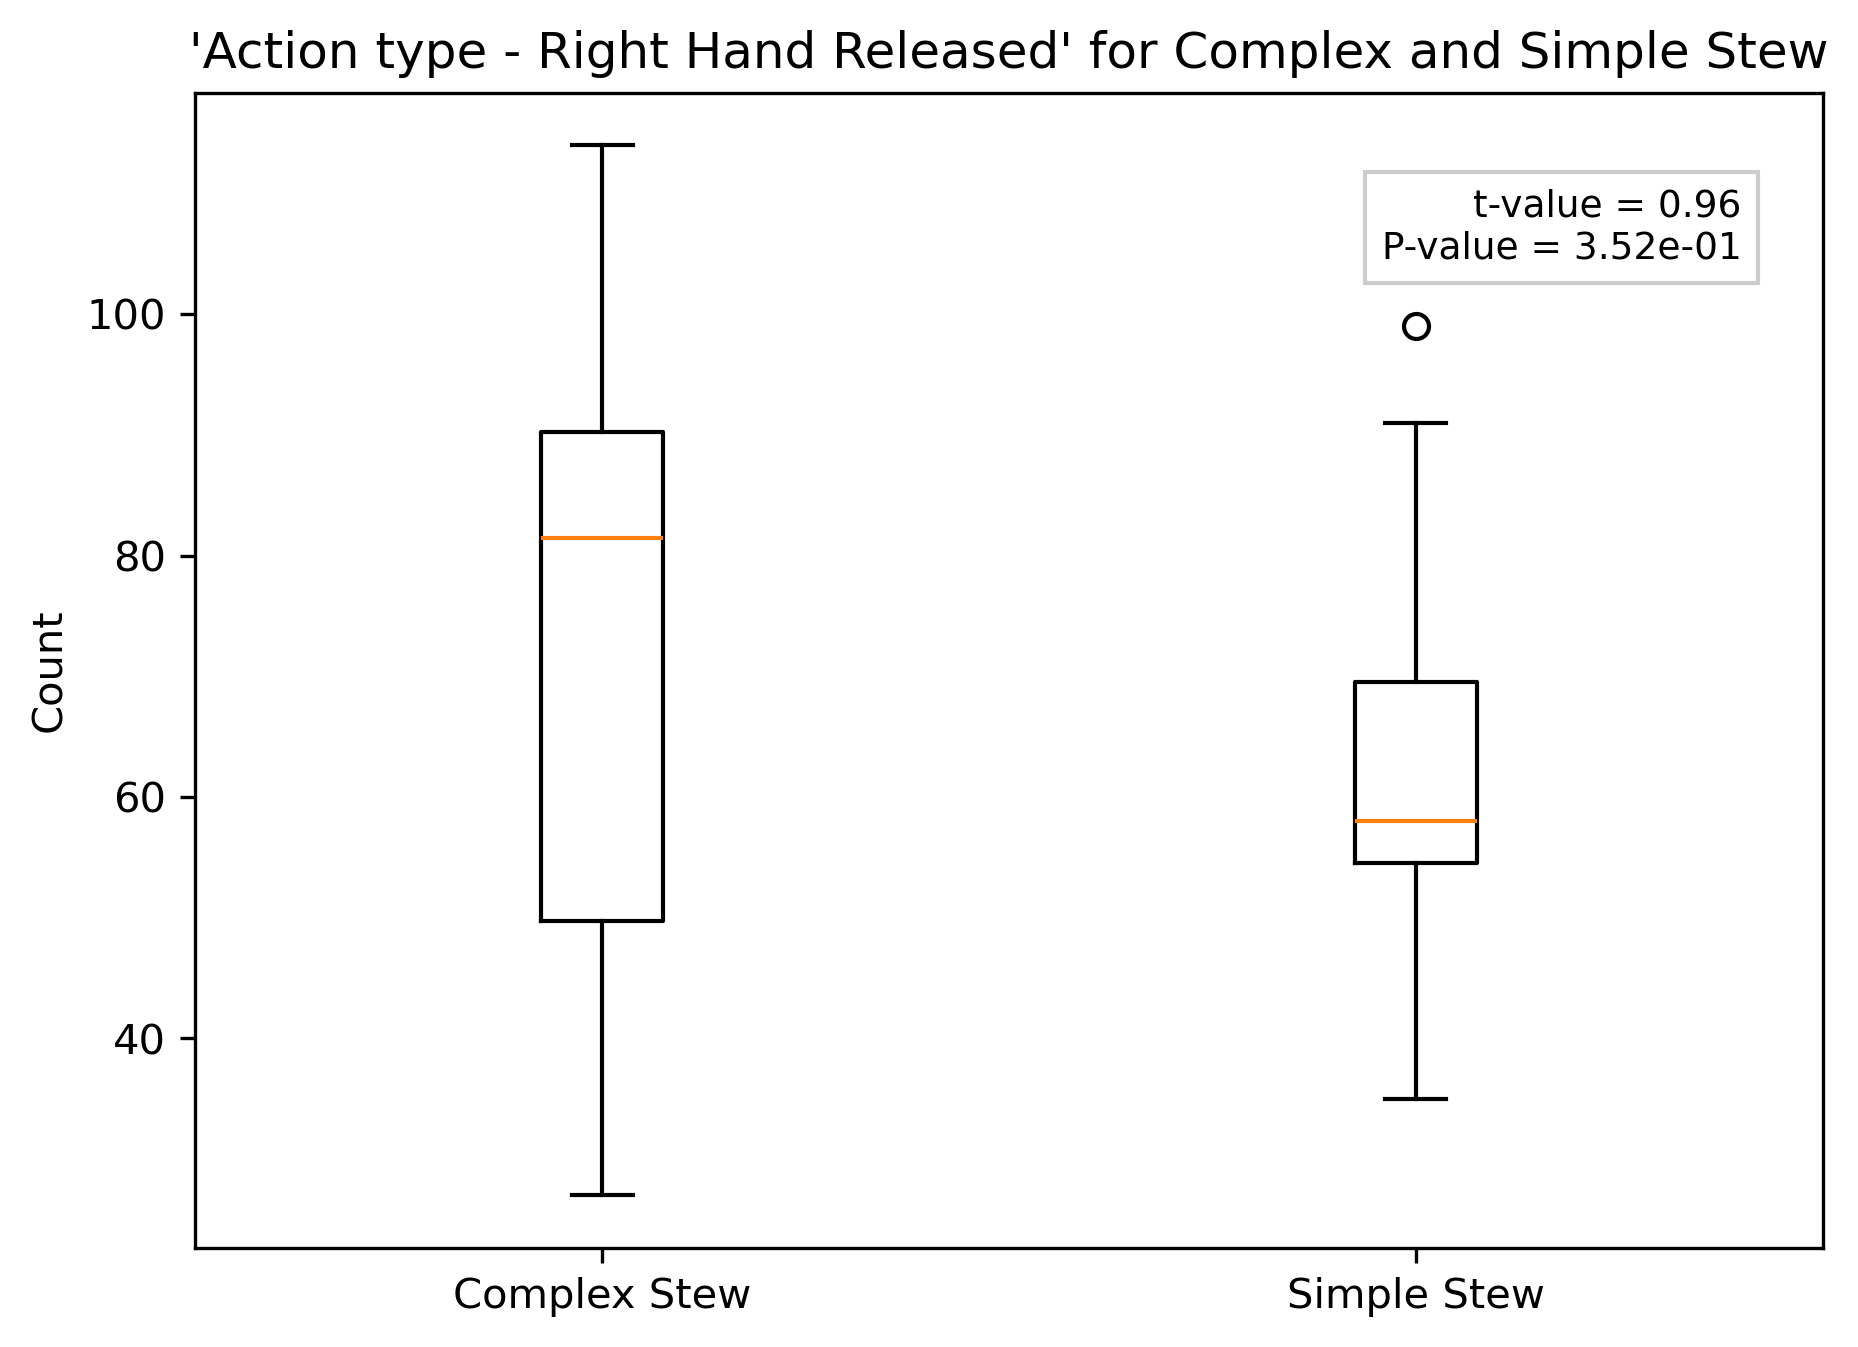 'Action type - Right Hand Released' for Complex and Simple Stew
t-value = 0.96
P-value = 3.52e-01
100
80
60
40
Count
Complex Stew
Simple Stew